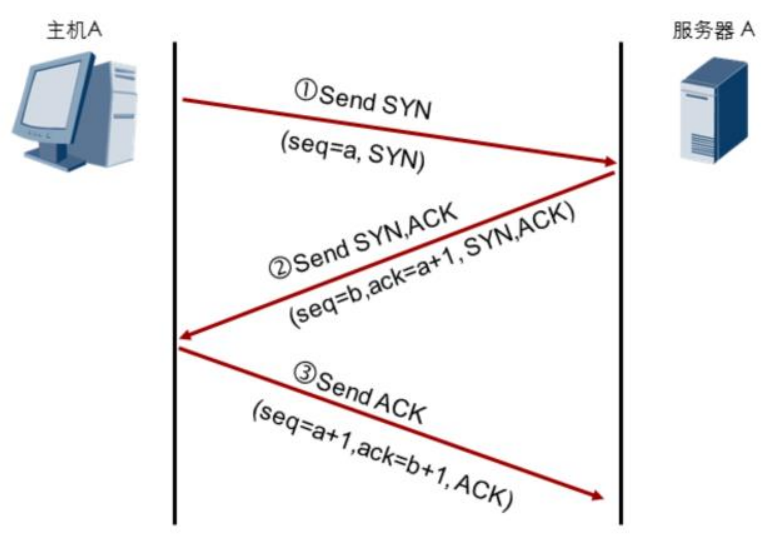 主机A
服务器 A
①Send SYN
(seq=a, SYN)
②Send SYN,ACK
(seq=b,ack=a+1, SYN,ACK)
③Send ACK
(seq=a+1,ack=b+1, ACK)